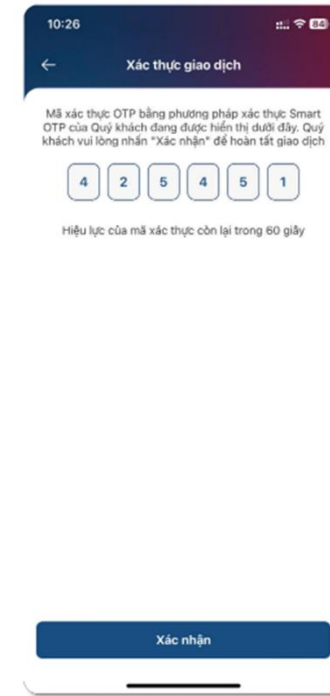 10:26
84
Xác thực giao dịch
Mã xác thực OTP bằng phương pháp xác thực Smart
OTP của Quý khách đang được hiển thị dưới đây. Quý
khách vui lòng nhấn "Xác nhận" để hoàn tất giao dịch
4 2 5 4 5 1
Hiệu lực của mã xác thực còn lại trong 60 giây
Xác nhận